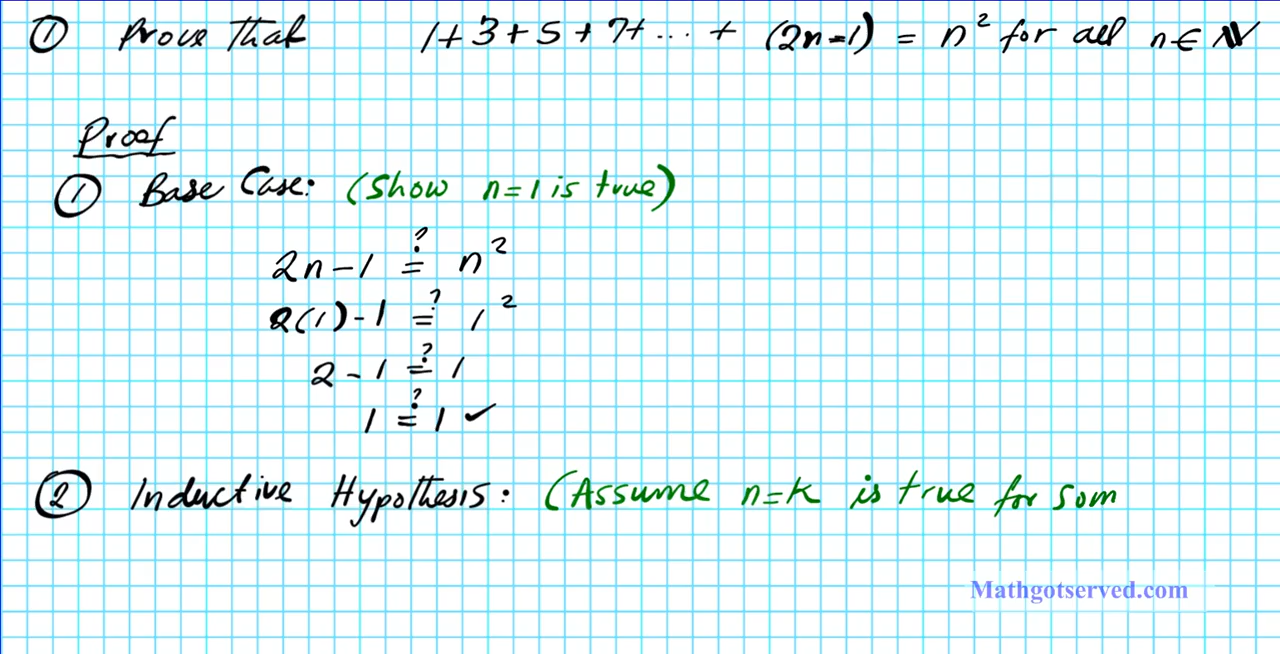 ① Prove That 1+3+5+7+...+ (2n-1) = n² for all n∈ℕ
Proof
① Base Case: (Show n=1 is true)
2n-1 ≟ n²
2(1)-1 ≟ 1²
2-1 ≟ 1
1 ≟ 1 ✓
② Inductive Hypothesis: (Assume n=k is true for som
Mathgotserved.com